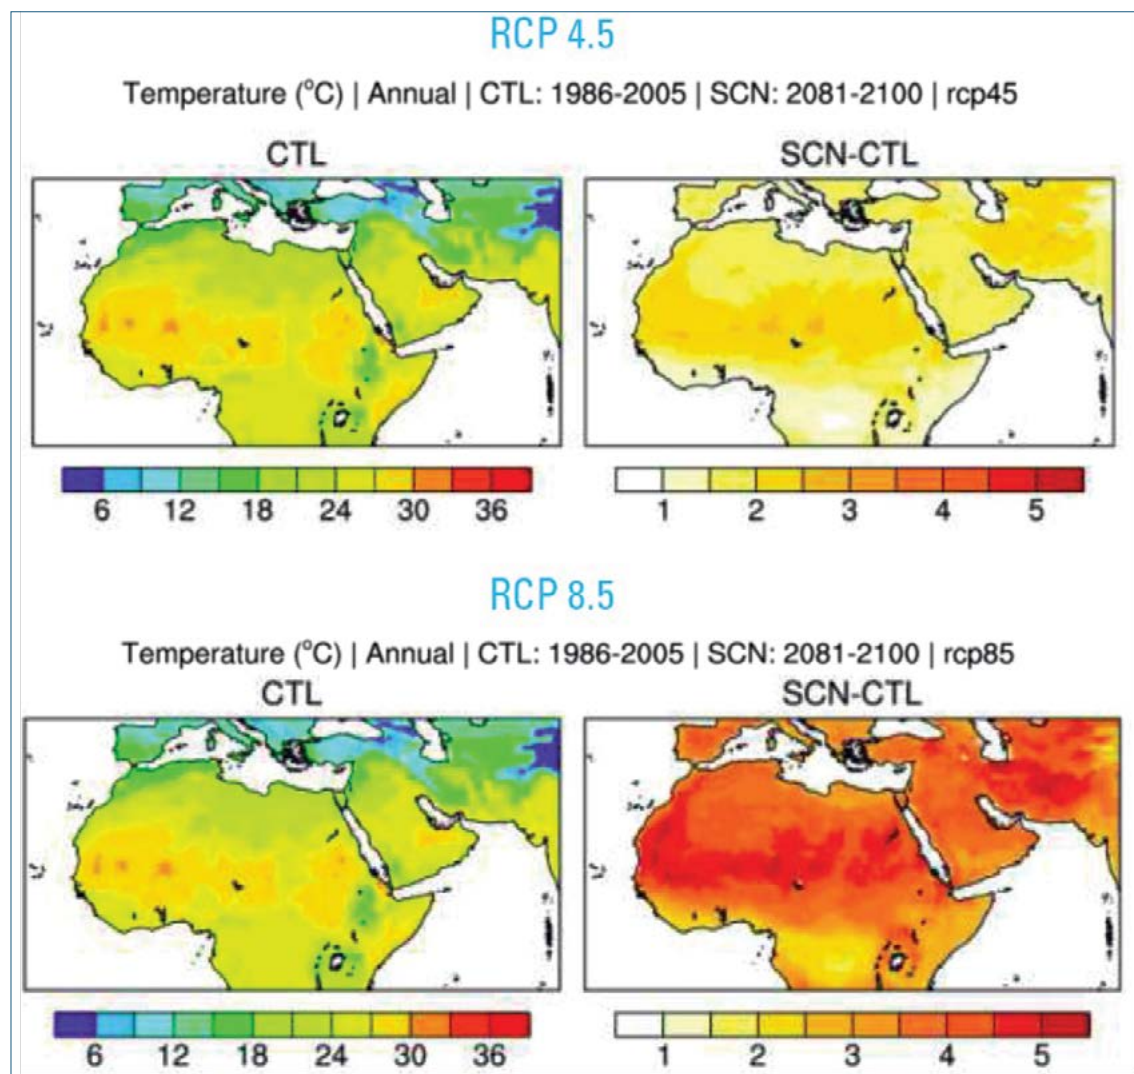 RCP 4.5
Temperature (°C) | Annual | CTL: 1986-2005 | SCN: 2081-2100 | rcp45
CTL
SCN-CTL
6 12 18 24 30 36
1 2 3 4 5
RCP 8.5
Temperature (°C) | Annual | CTL: 1986-2005 | SCN: 2081-2100 | rcp85
CTL
SCN-CTL
6 12 18 24 30 36
1 2 3 4 5